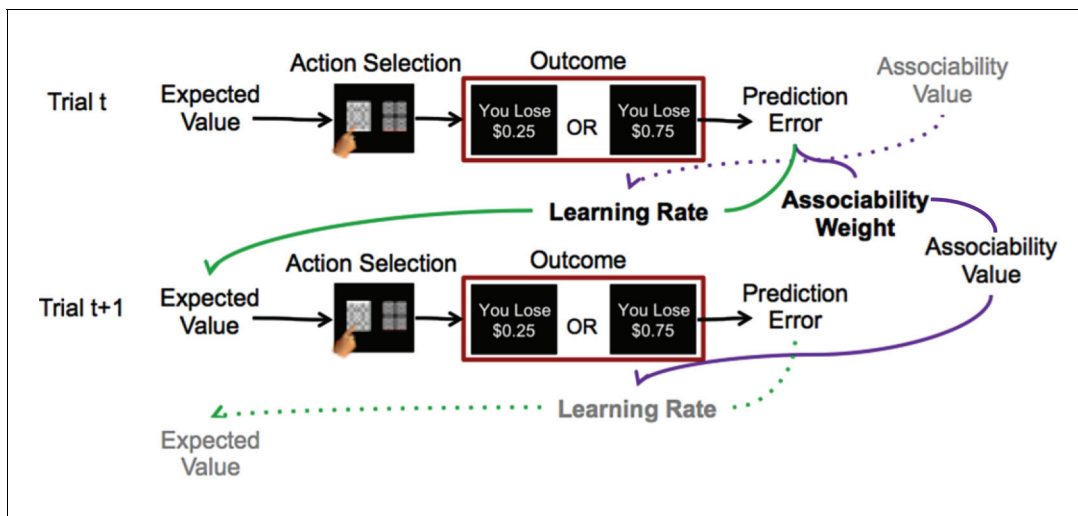 Action Selection
Outcome
Associability
Value
Trial t
Expected
Value
You Lose
$0.25
OR
You Lose
$0.75
Prediction
Error
Learning Rate
Associability
Weight
Associability
Value
Action Selection
Outcome
Trial t+1
Expected
Value
You Lose
$0.25
OR
You Lose
$0.75
Prediction
Error
Learning Rate
Expected
Value